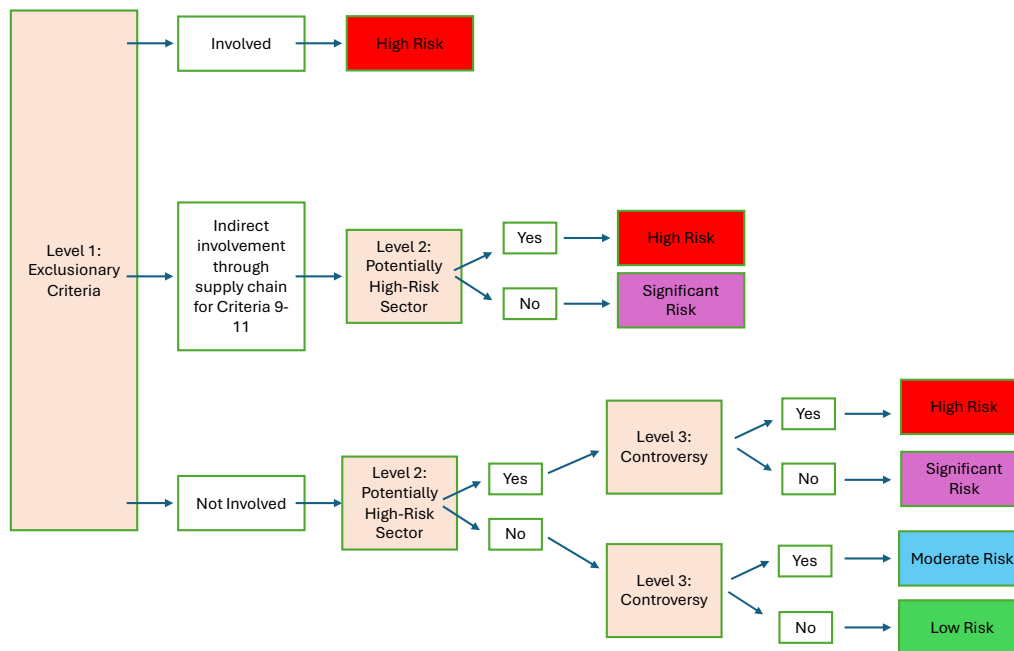 Involved
High Risk
Level 1:
Exclusionary
Criteria
Indirect
involvement
through
supply chain
for Criteria 9-
11
Level 2:
Potentially
High-Risk
Sector
Yes
High Risk
No
Significant
Risk
Not Involved
Level 2:
Potentially
High-Risk
Sector
Yes
Level 3:
Controversy
Yes
High Risk
No
Significant
Risk
No
Level 3:
Controversy
Yes
Moderate Risk
No
Low Risk